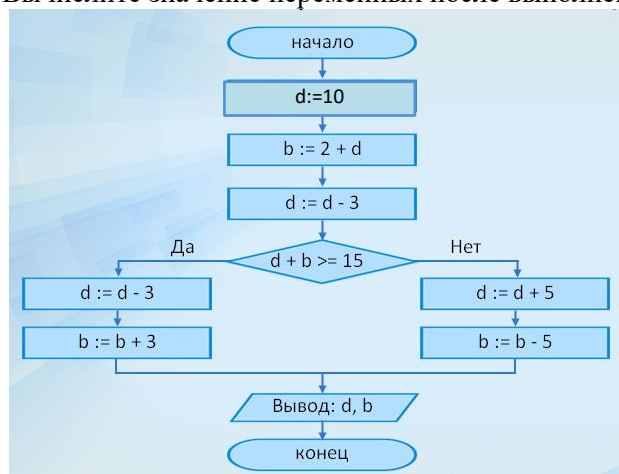 начало
d:=10
b := 2 + d
d := d - 3
Да
d + b >= 15
Нет
d := d - 3
d := d + 5
b := b + 3
b := b - 5
Вывод: d, b
конец